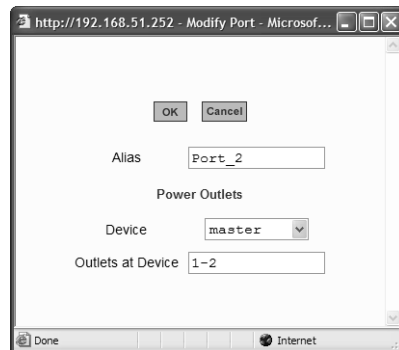 http://192.168.51.252 - Modify Port - Microsof...
OK Cancel
Alias Port_2
Power Outlets
Device master
Outlets at Device 1-2
Done Internet